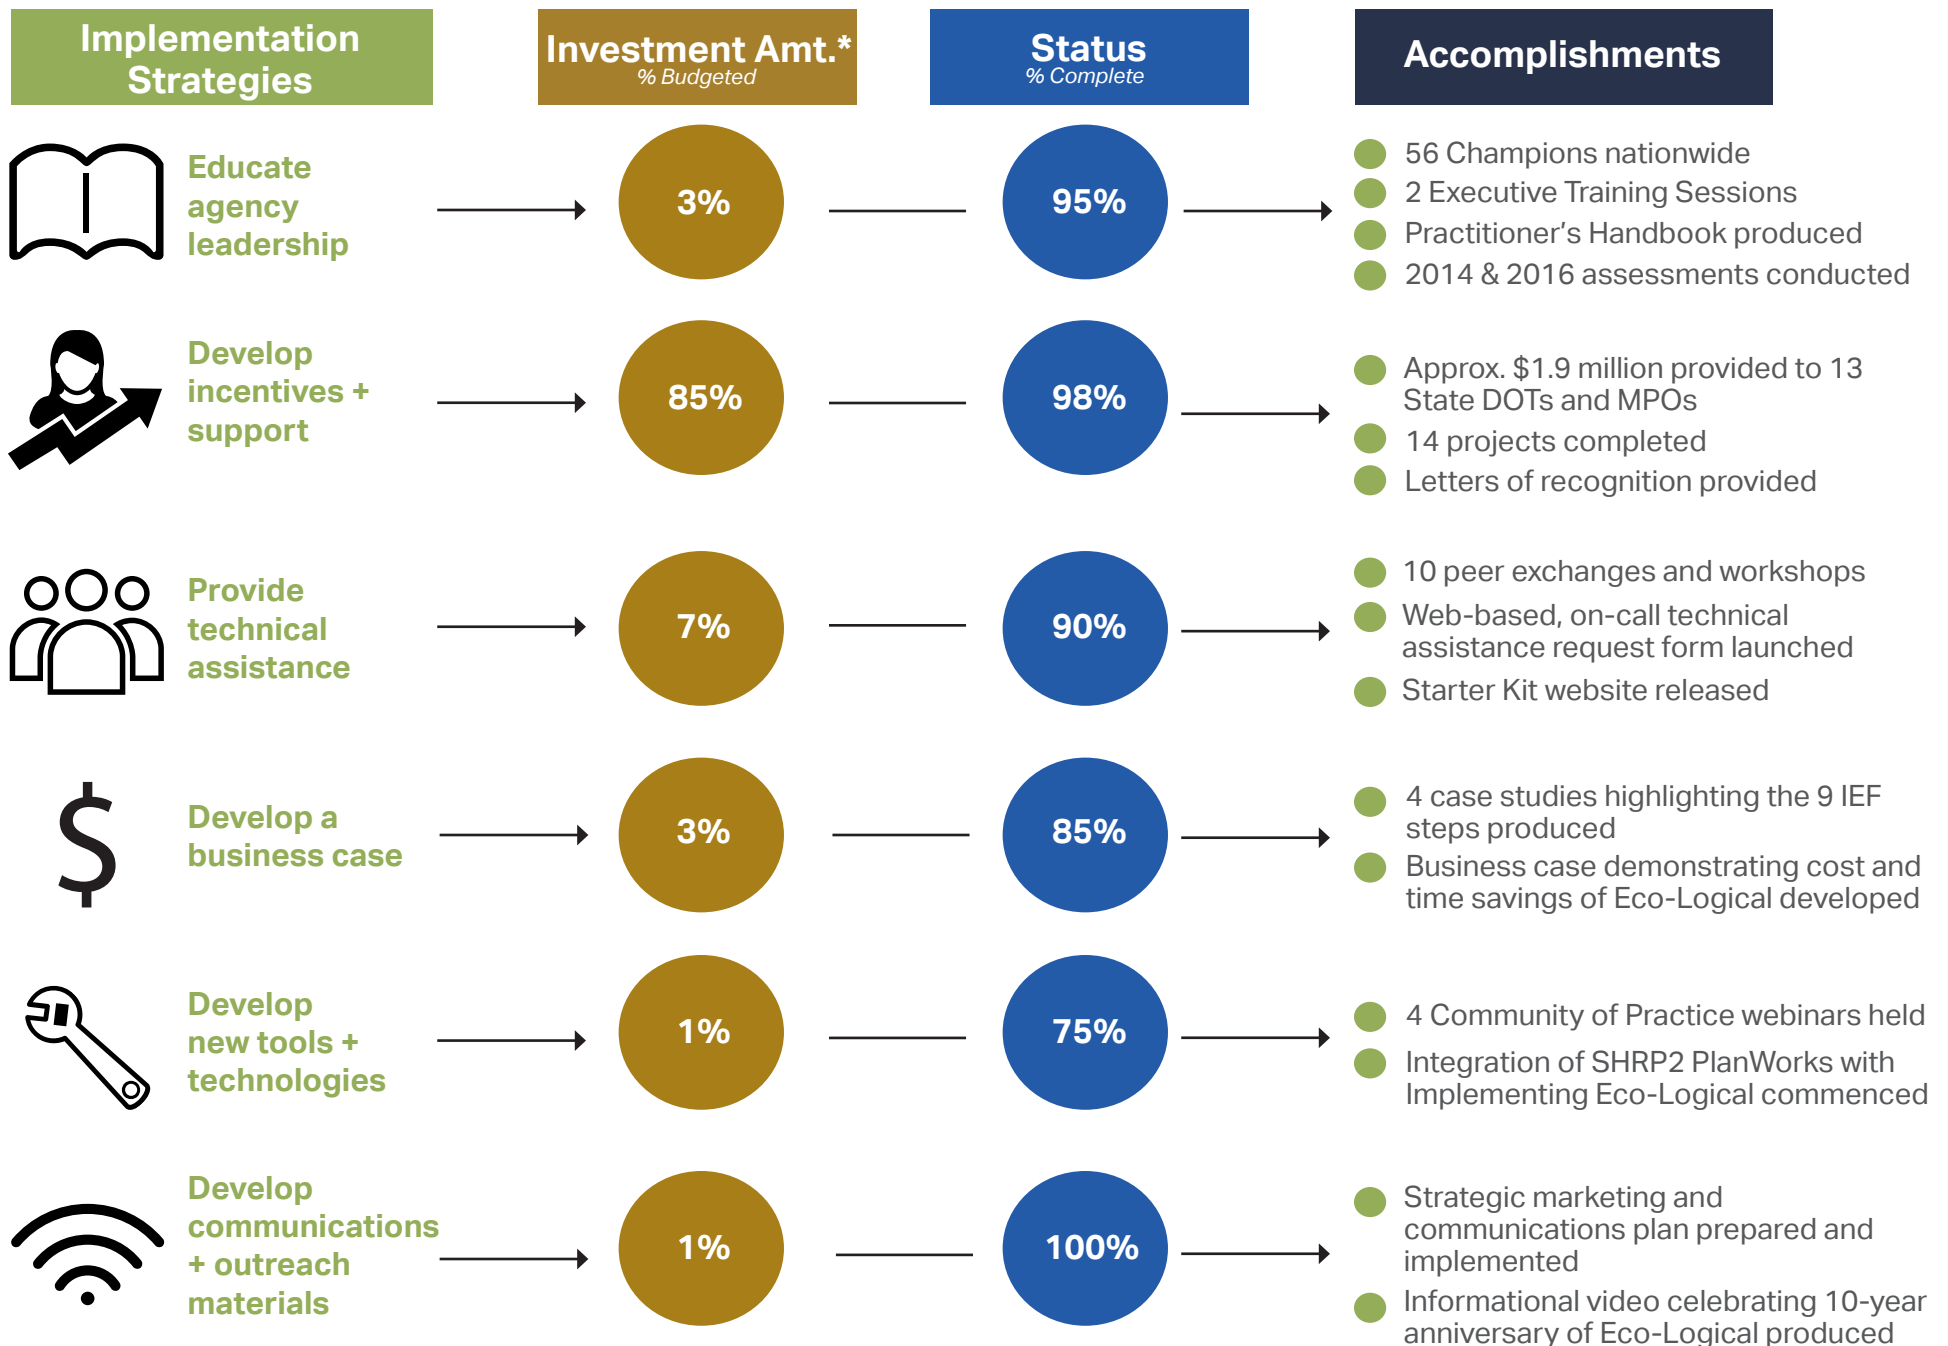 Implementation
Strategies
Investment Amt.*
% Budgeted
Status
% Complete
Accomplishments
Educate
agency
leadership
3%
95%
56 Champions nationwide
2 Executive Training Sessions
Practitioner’s Handbook produced
2014 & 2016 assessments conducted
Develop
incentives +
support
85%
98%
Approx. $1.9 million provided to 13
State DOTs and MPOs
14 projects completed
Letters of recognition provided
Provide
technical
assistance
7%
90%
10 peer exchanges and workshops
Web-based, on-call technical
assistance request form launched
Starter Kit website released
Develop a
business case
3%
85%
4 case studies highlighting the 9 IEF
steps produced
Business case demonstrating cost and
time savings of Eco-Logical developed
Develop
new tools +
technologies
1%
75%
4 Community of Practice webinars held
Integration of SHRP2 PlanWorks with
Implementing Eco-Logical commenced
Develop
communications
+ outreach
materials
1%
100%
Strategic marketing and
communications plan prepared and
implemented
Informational video celebrating 10-year
anniversary of Eco-Logical produced